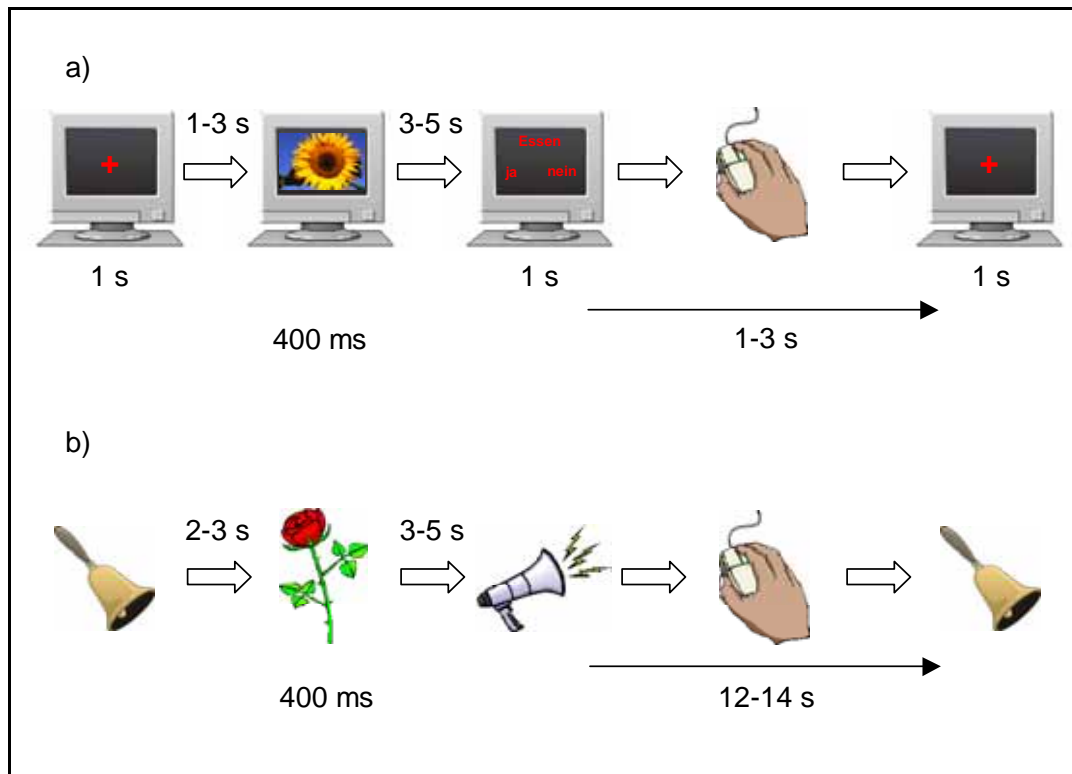 a)
1-3 s
3-5 s
+
Essen
ja nein
+
1 s
1 s
1 s
400 ms
1-3 s
b)
2-3 s
3-5 s
400 ms
12-14 s